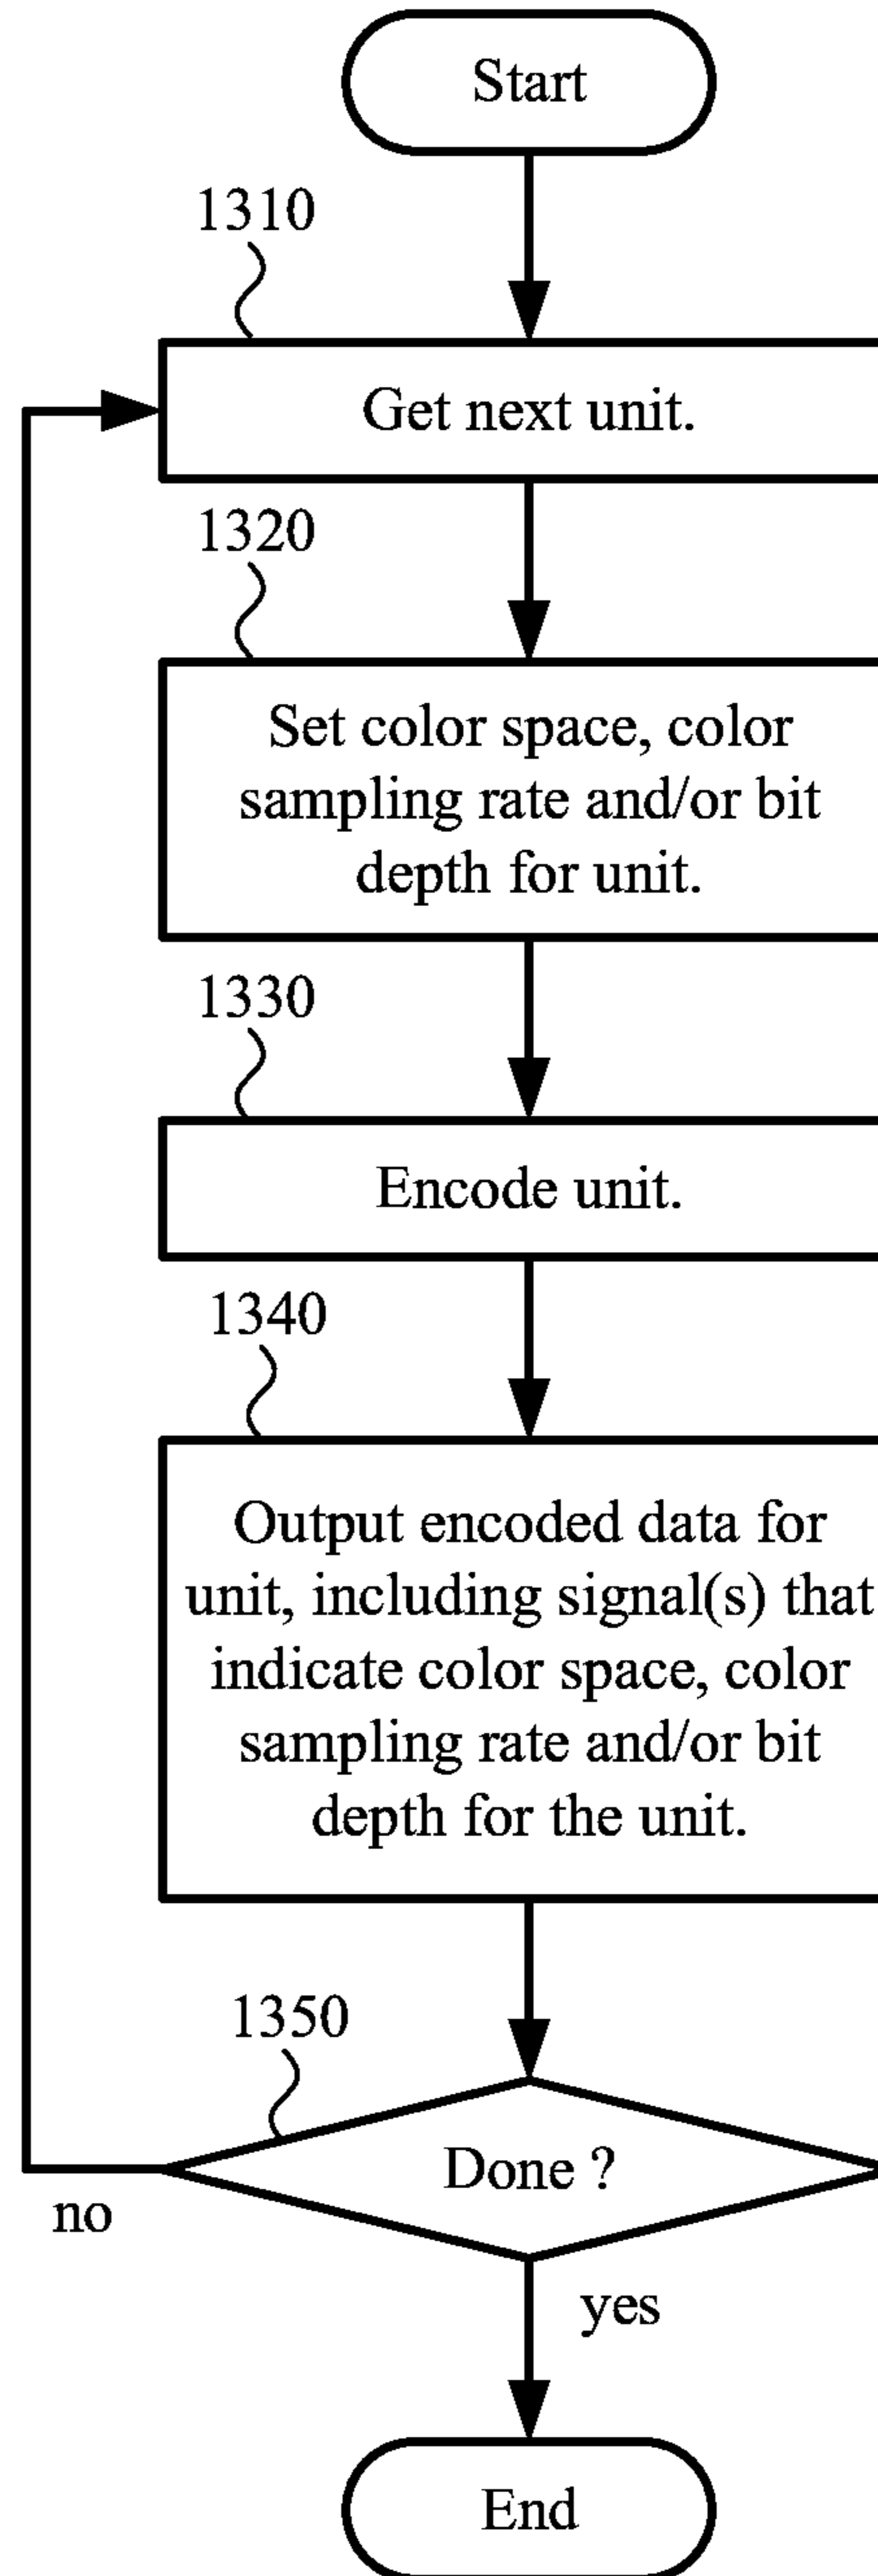 Start
1310
Get next unit.
1320
Set color space, color
sampling rate and/or bit
depth for unit.
1330
Encode unit.
1340
Output encoded data for
unit, including signal(s) that
indicate color space, color
sampling rate and/or bit
depth for the unit.
1350
Done ?
no
yes
End